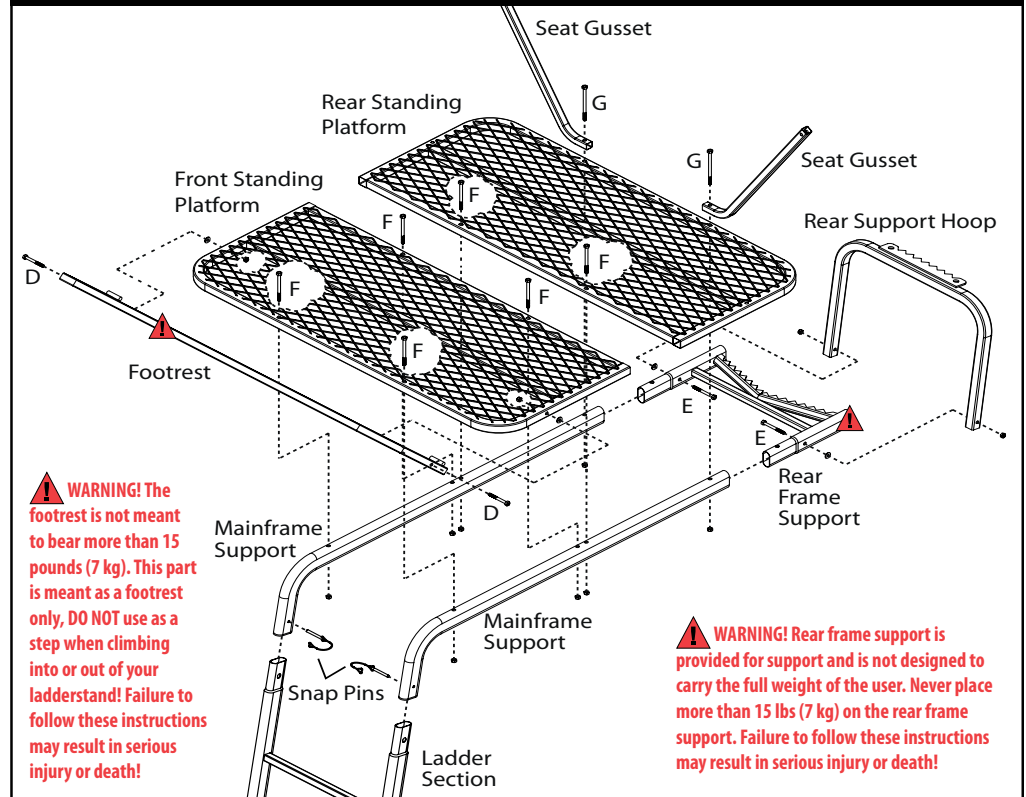 Seat Gusset
G
Rear Standing
Platform
G
Seat Gusset
Front Standing
Platform
F
F
Rear Support Hoop
D
F
F
F
F
Footrest
E
E
Rear
Frame
Support
D
Mainframe
Support
! WARNING! The
footrest is not meant
to bear more than 15
pounds (7 kg). This part
is meant as a footrest
only, DO NOT use as a
step when climbing
into or out of your
ladderstand! Failure to
follow these instructions
may result in serious
injury or death!
Mainframe
Support
Snap Pins
Ladder
Section
! WARNING! Rear frame support is
provided for support and is not designed to
carry the full weight of the user. Never place
more than 15 lbs (7 kg) on the rear frame
support. Failure to follow these instructions
may result in serious injury or death!
!
!